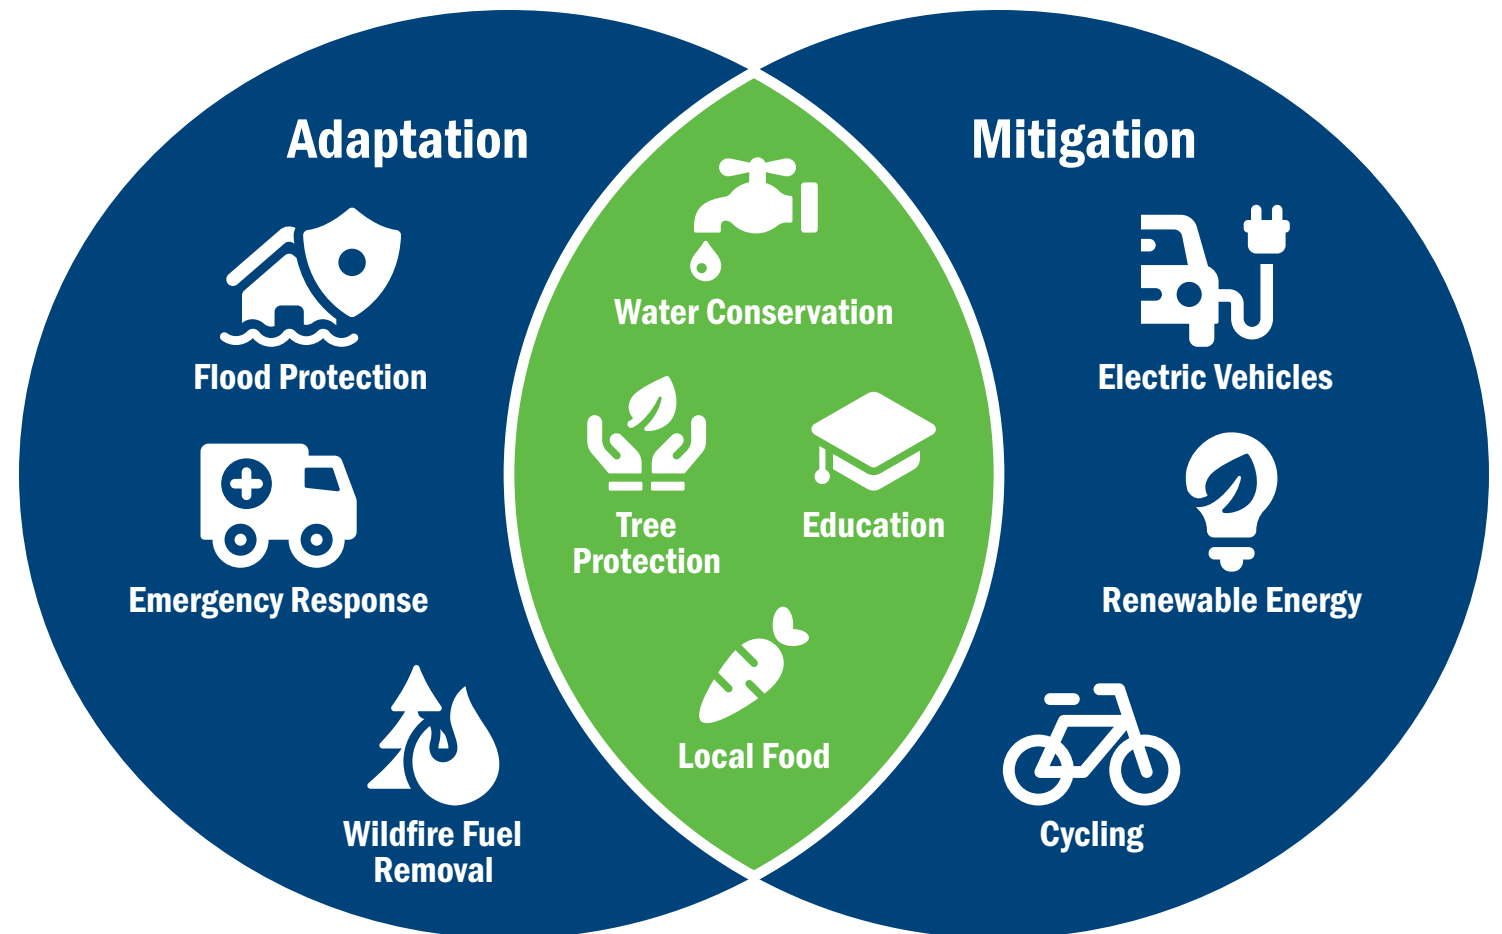 Adaptation
Flood Protection
Emergency Response
Wildfire Fuel
Removal
Water Conservation
Tree
Protection
Education
Local Food
Mitigation
Electric Vehicles
Renewable Energy
Cycling